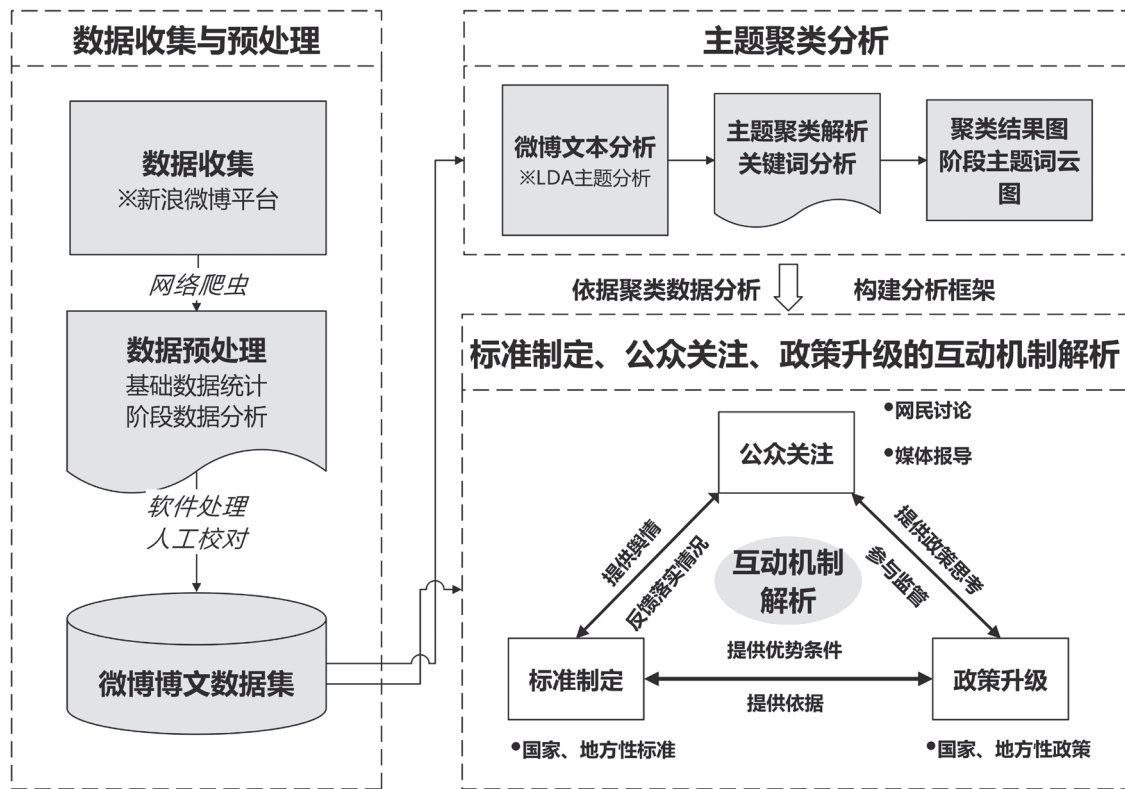 数据收集与预处理
数据收集
※新浪微博平台
网络爬虫
数据预处理
基础数据统计
阶段数据分析
软件处理
人工校对
微博博文数据集
主题聚类分析
微博文本分析
※LDA主题分析
主题聚类解析
关键词分析
聚类结果图
阶段主题词云
图
依据聚类数据分析
构建分析框架
标准制定、公众关注、政策升级的互动机制解析
•网民讨论
公众关注
•媒体报导
提供舆情
反馈落实情况
提供政策思考
参与监管
互动机制
解析
提供优势条件
标准制定
政策升级
提供依据
•国家、地方性标准
•国家、地方性政策